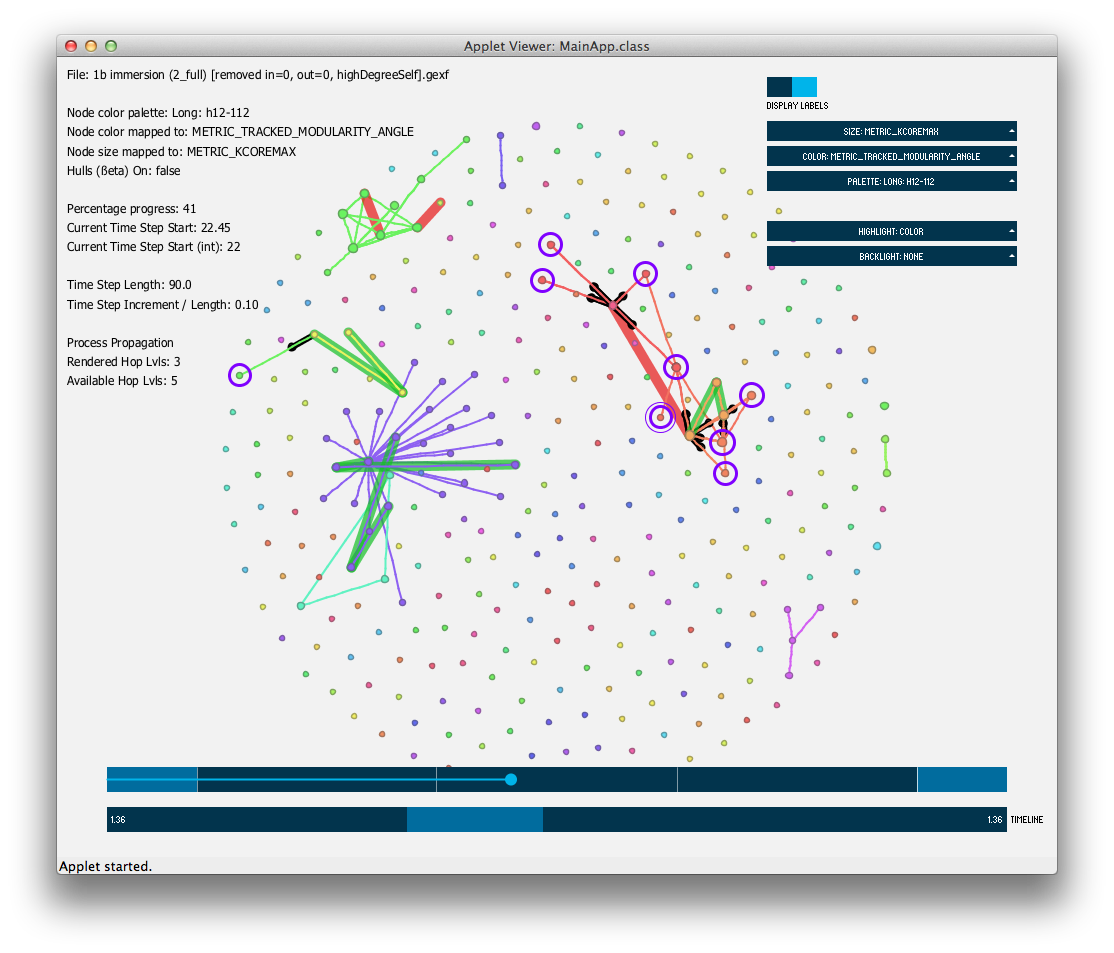 Applet Viewer: MainApp.class
File: 1b immersion (2_full) [removed in=0, out=0, highDegreeSelf].gexf
Node color palette: Long: h12-112
Node color mapped to: METRIC_TRACKED_MODULARITY_ANGLE
Node size mapped to: METRIC_KCOREMAX
Hulls (ßeta) On: false
Percentage progress: 41
Current Time Step Start: 22.45
Current Time Step Start (int): 22
Time Step Length: 90.0
Time Step Increment / Length: 0.10
Process Propagation
Rendered Hop Lvls: 3
Available Hop Lvls: 5
DISPLAY LABELS
SIZE: METRIC_KCOREMAX
COLOR: METRIC_TRACKED_MODULARITY_ANGLE
PALETTE: LONG: H12-112
HIGHLIGHT: COLOR
BACKLIGHT: NONE
1.36
1.36
TIMELINE
Applet started.